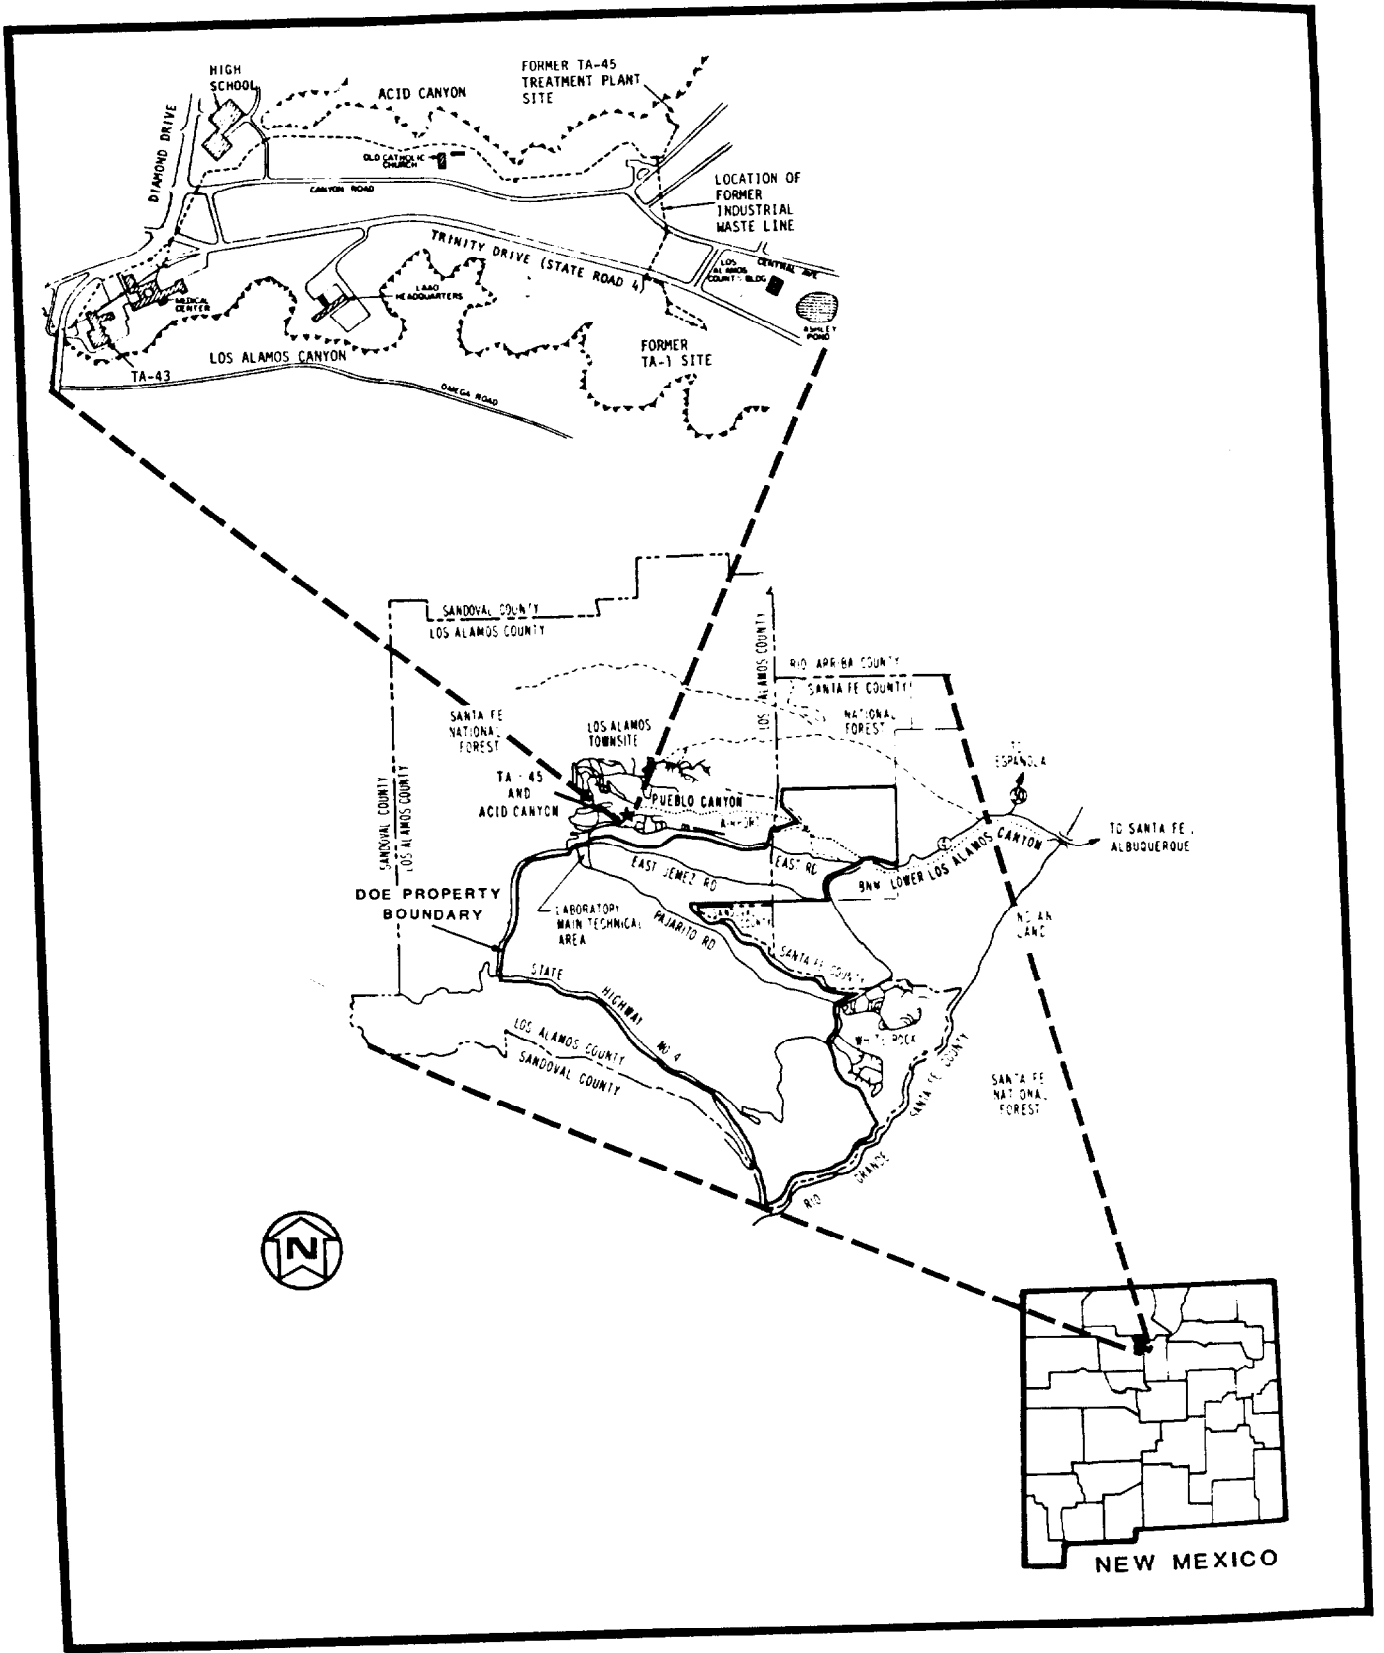 HIGH
SCHOOL
ACID CANYON
FORMER TA-45
TREATMENT PLANT
SITE
DIAMOND DRIVE
OLD CATHOLIC
CHURCH
CANYON ROAD
LOCATION OF
FORMER
INDUSTRIAL
WASTE LINE
TRINITY DRIVE (STATE ROAD 4)
LOS
ALAMOS
COUNTY BLDG
CENTRAL AVE
MEDICAL
CENTER
LAAO
HEADQUARTERS
ASHLEY
POND
LOS ALAMOS CANYON
FORMER
TA-1 SITE
TA-43
OMEGA ROAD
SANDOVAL COUNTY
LOS ALAMOS COUNTY
LOS ALAMOS COUNTY
RIO ARRIBA COUNTY
SANTA FE COUNTY
SANTA FE
NATIONAL
FOREST
LOS ALAMOS
TOWNSITE
NATIONAL
FOREST
TO
ESPANOLA
TA-45
AND
ACID CANYON
PUEBLO CANYON
AIRPORT
TO SANTA FE,
ALBUQUERQUE
SANDOVAL COUNTY
LOS ALAMOS COUNTY
EAST JEMEZ RD
EAST RD
LOWER LOS ALAMOS CANYON
DOE PROPERTY
BOUNDARY
LABORATORY
MAIN TECHNICAL
AREA
PAJARITO RD
SANDOVAL
COUNTY
SANTA FE COUNTY
INDIAN
LAND
STATE HIGHWAY NO 4
LOS ALAMOS COUNTY
SANDOVAL COUNTY
WHITE ROCK
SANTA FE COUNTY
SANTA FE
NATIONAL
FOREST
RIO GRANDE
N
NEW MEXICO